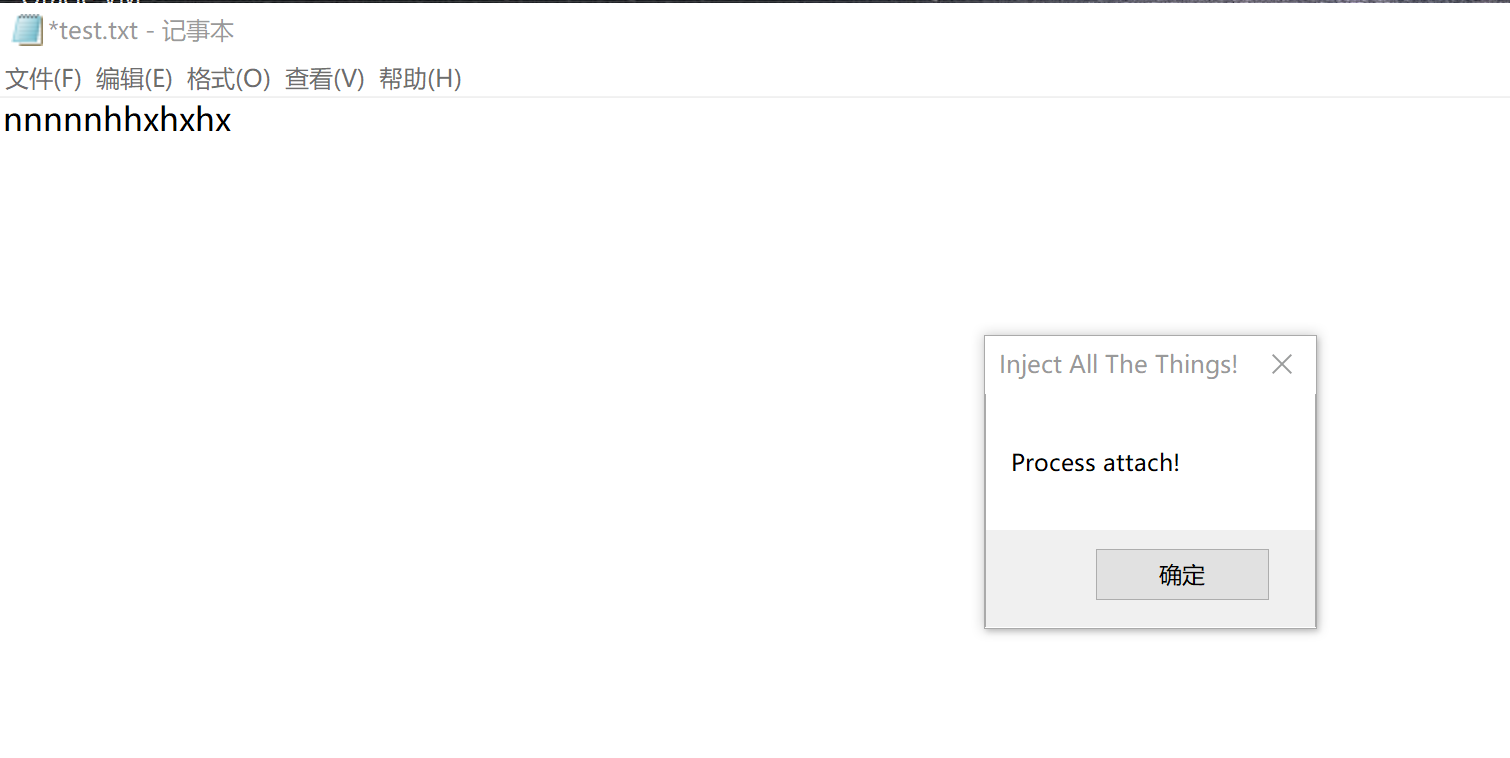 *test.txt - 记事本
文件(F) 编辑(E) 格式(O) 查看(V) 帮助(H)
nnnnnhhxhxhx
Inject All The Things!
Process attach!
确定